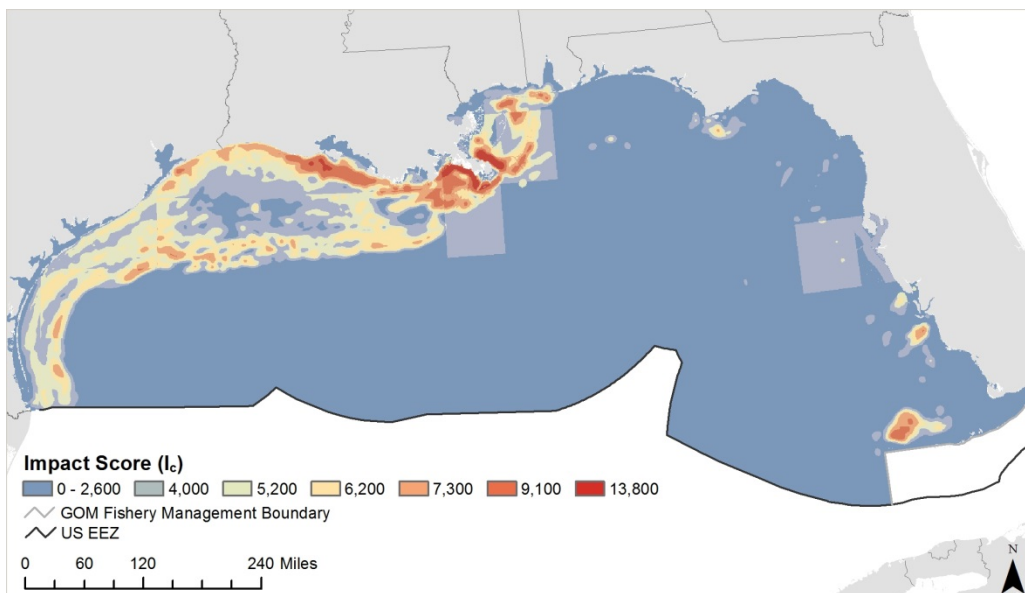 Impact Score (Ic)
0 - 2,600 4,000 5,200 6,200 7,300 9,100 13,800
GOM Fishery Management Boundary
US EEZ
0 60 120 240 Miles
N